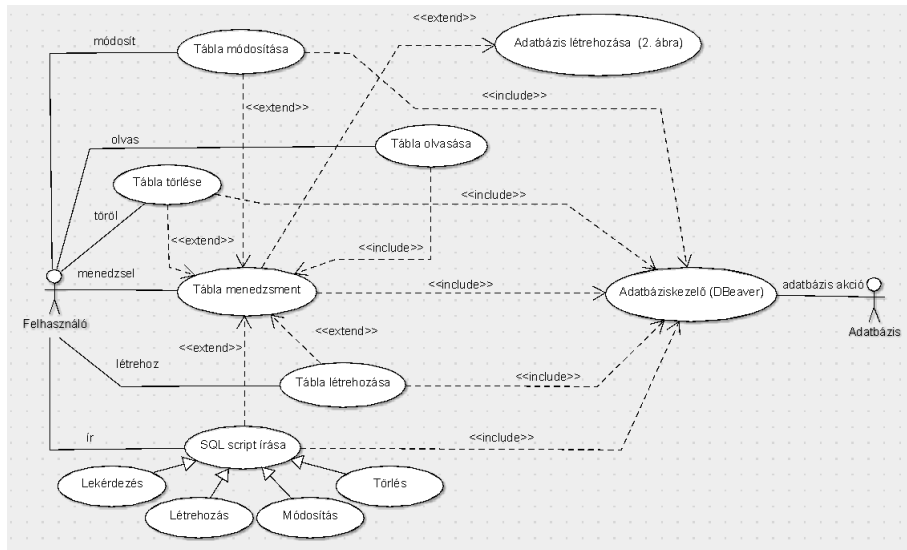 <<extend>>
módosít
Tábla módosítása
Adatbázis létrehozása (2. ábra)
<<include>>
<<extend>>
olvas
Tábla olvasása
Tábla törlése
<<include>>
töröl
<<extend>>
<<include>>
menedzsel
Tábla menedzsment
<<include>>
Adatbáziskezelő (DBeaver)
adatbázis akció
Felhasználó
Adatbázis
<<extend>>
<<extend>>
létrehoz
Tábla létrehozása
<<include>>
ír
SQL script írása
<<include>>
Lekérdezés
Törlés
Létrehozás
Módosítás